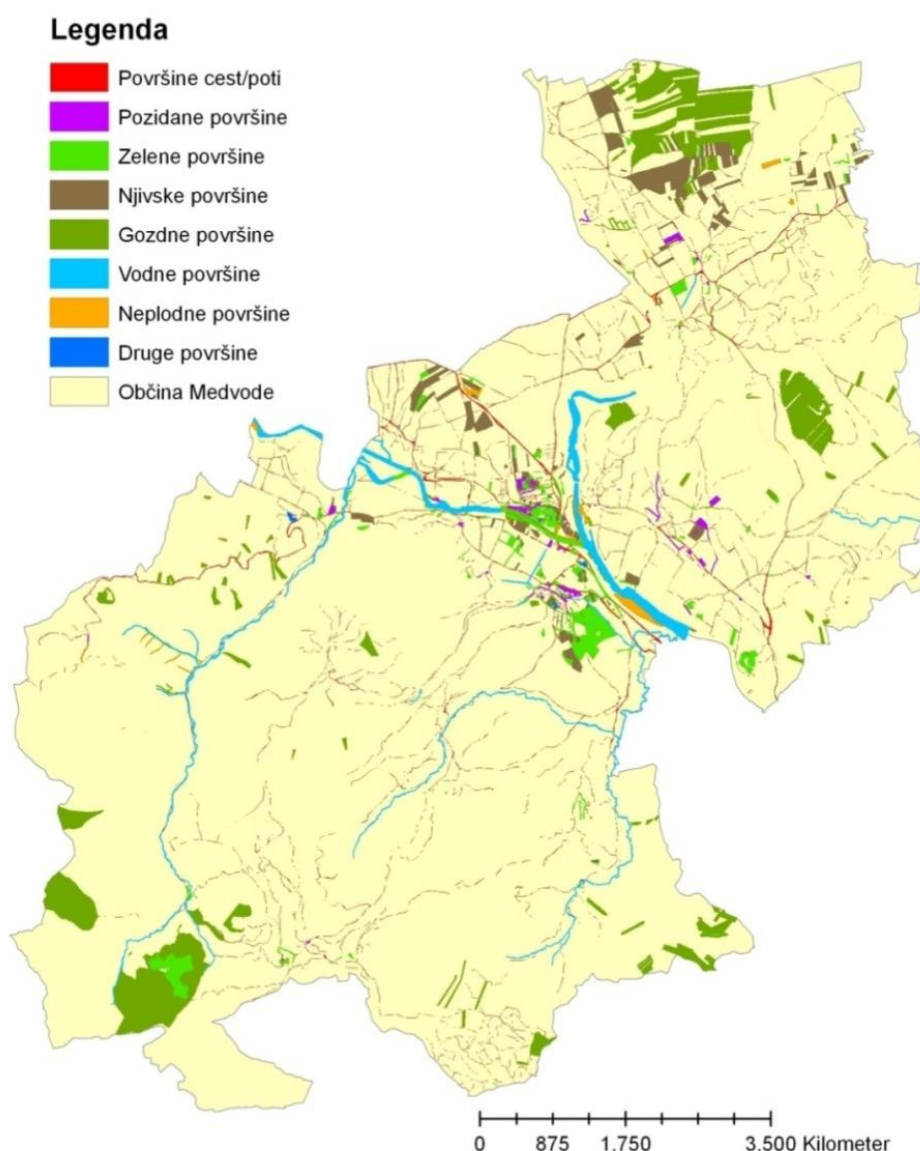 Legenda
Površine cest/poti
Pozidane površine
Zelene površine
Njivske površine
Gozdne površine
Vodne površine
Neplodne površine
Druge površine
Občina Medvode
0 875 1.750 3.500 Kilometer